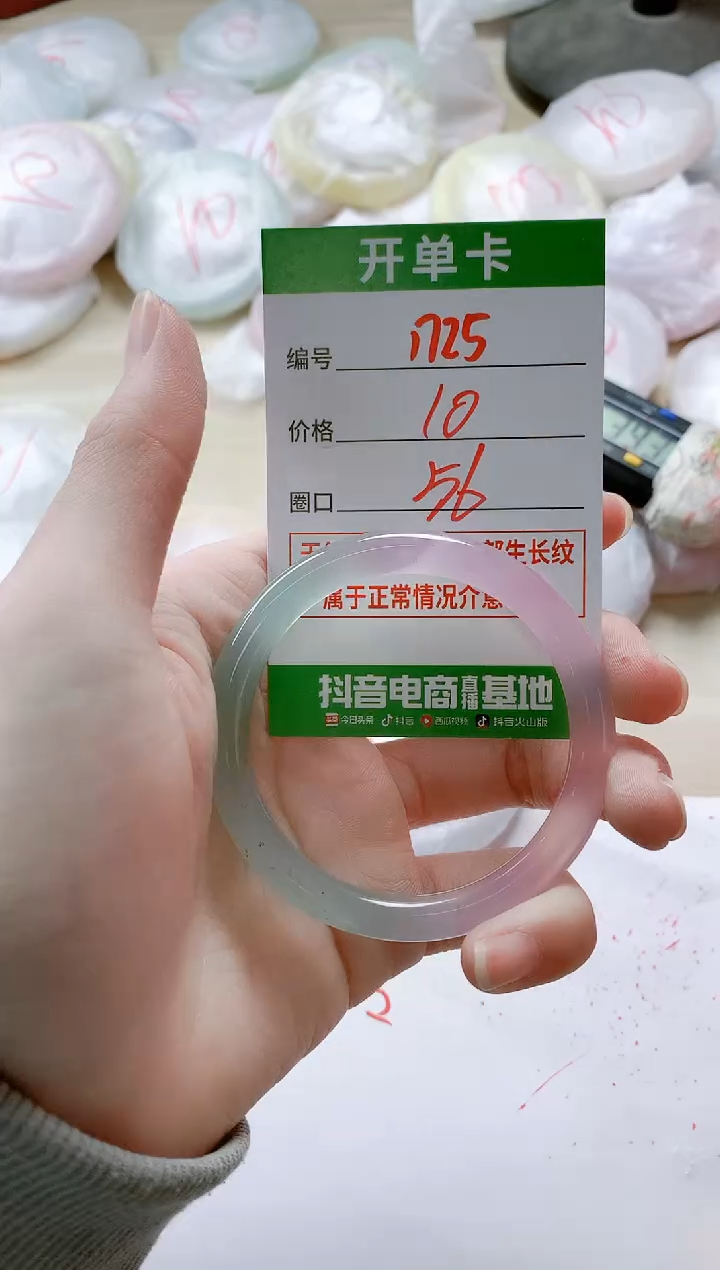 开单卡
编号 1725
价格 10
圈口 56
部生长纹
属于正常情况介意
抖音电商直播基地
今日头条 抖音 西瓜视频 抖音火山版
2